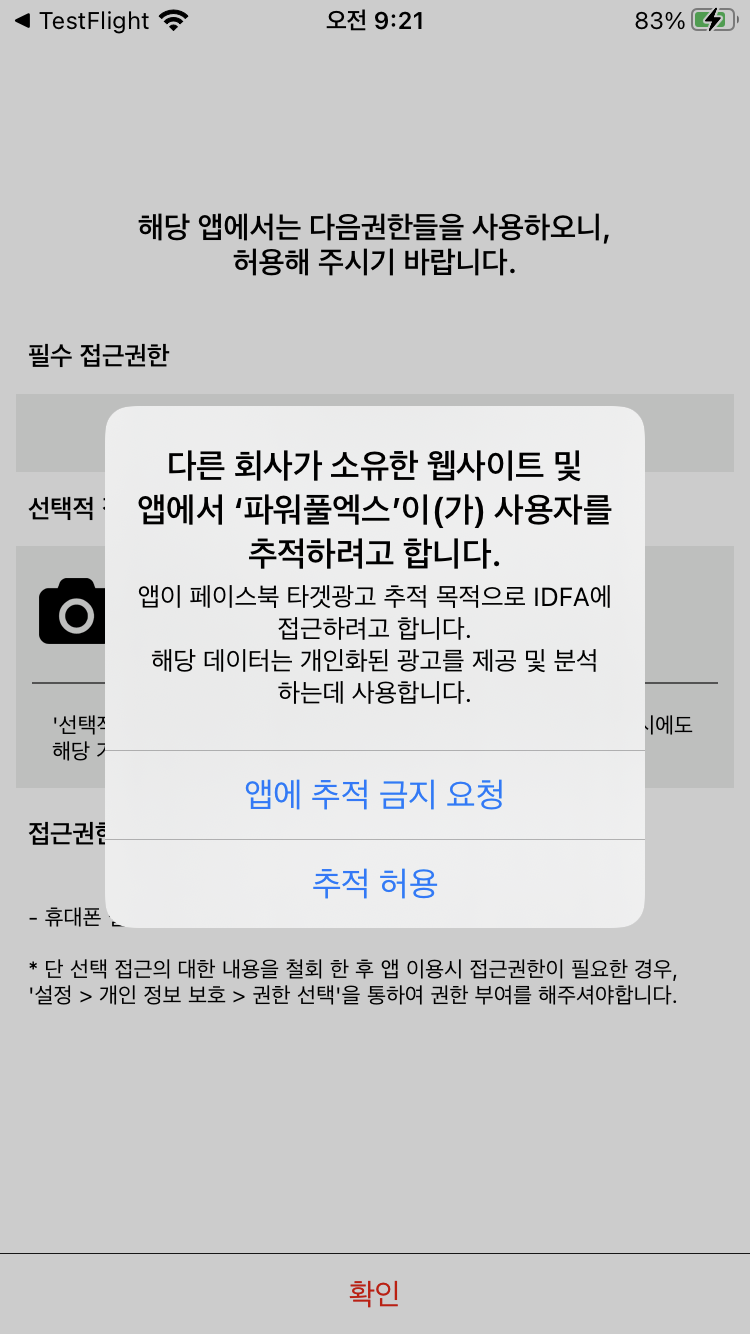 TestFlight 오전 9:21 83%
해당 앱에서는 다음권한들을 사용하오니,
허용해 주시기 바랍니다.
필수 접근권한
선택적
다른 회사가 소유한 웹사이트 및
앱에서 ‘파워풀엑스’이(가) 사용자를
추적하려고 합니다.
앱이 페이스북 타겟광고 추적 목적으로 IDFA에
접근하려고 합니다.
해당 데이터는 개인화된 광고를 제공 및 분석
하는데 사용합니다.
'선택적 시에도
해당
앱에 추적 금지 요청
접근권한
추적 허용
- 휴대폰
* 단 선택 접근의 대한 내용을 철회 한 후 앱 이용시 접근권한이 필요한 경우,
'설정 > 개인 정보 보호 > 권한 선택'을 통하여 권한 부여를 해주셔야합니다.
확인